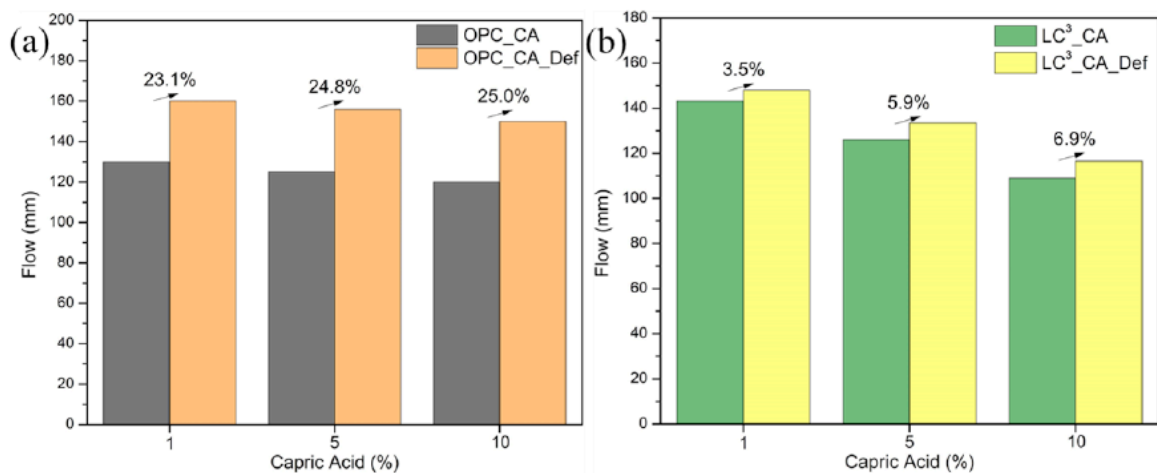 (a)
OPC_CA
OPC_CA_Def
23.1%
24.8%
25.0%
200
180
160
140
120
100
80
60
40
20
0
Flow (mm)
1 5 10
Capric Acid (%)
(b)
LC³_CA
LC³_CA_Def
3.5%
5.9%
6.9%
180
160
140
120
100
80
60
40
20
0
Flow (mm)
1 5 10
Capric Acid (%)